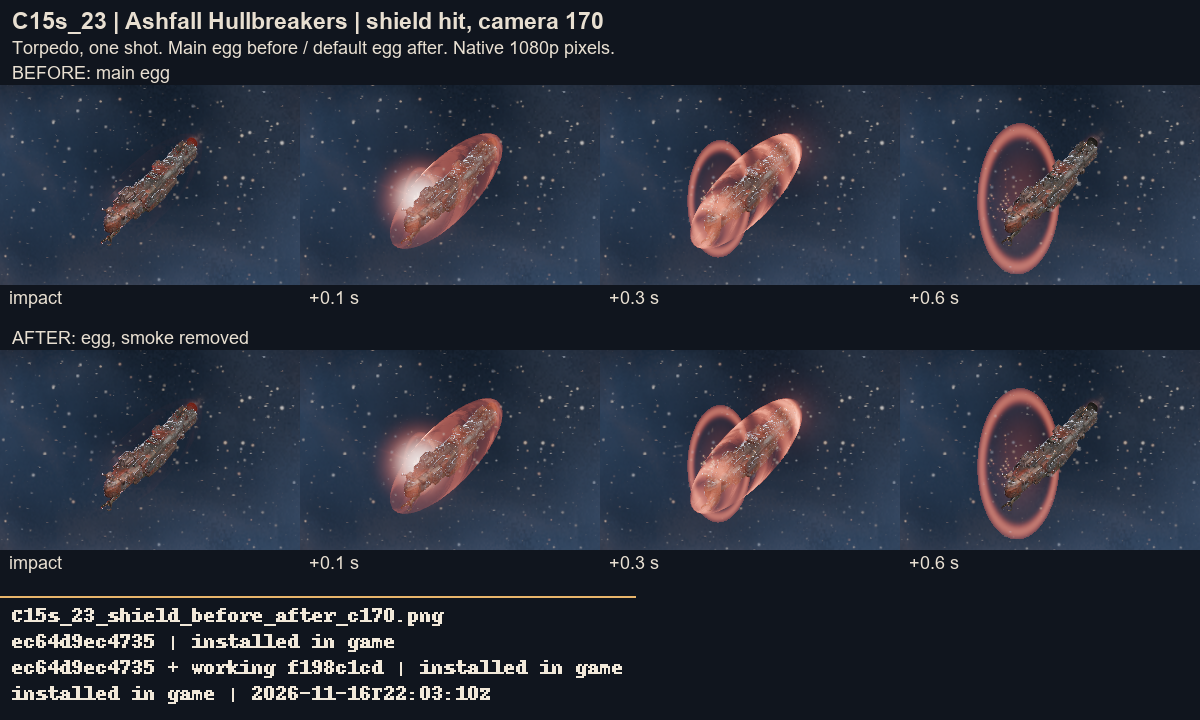 C15s_23 | Ashfall Hullbreakers | shield hit, camera 170
Torpedo, one shot. Main egg before / default egg after. Native 1080p pixels.
BEFORE: main egg
impact +0.1 s +0.3 s +0.6 s
AFTER: egg, smoke removed
impact +0.1 s +0.3 s +0.6 s
C15s_23_shield_before_after_c170.png
ec64d9ec4735 | installed in game
ec64d9ec4735 + working f198c1cd | installed in game
installed in game | 2026-11-16T22:03:10Z